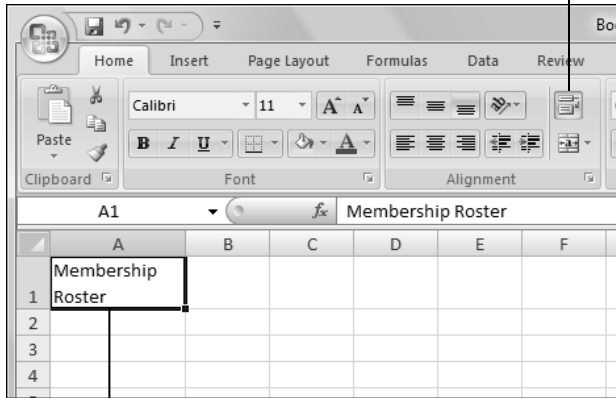 Boo
Home Insert Page Layout Formulas Data Review
Calibri 11 A A
Paste B I U A a
Clipboard Font Alignment
A1 fx Membership Roster
A B C D E F
1 Membership
Roster
2
3
4